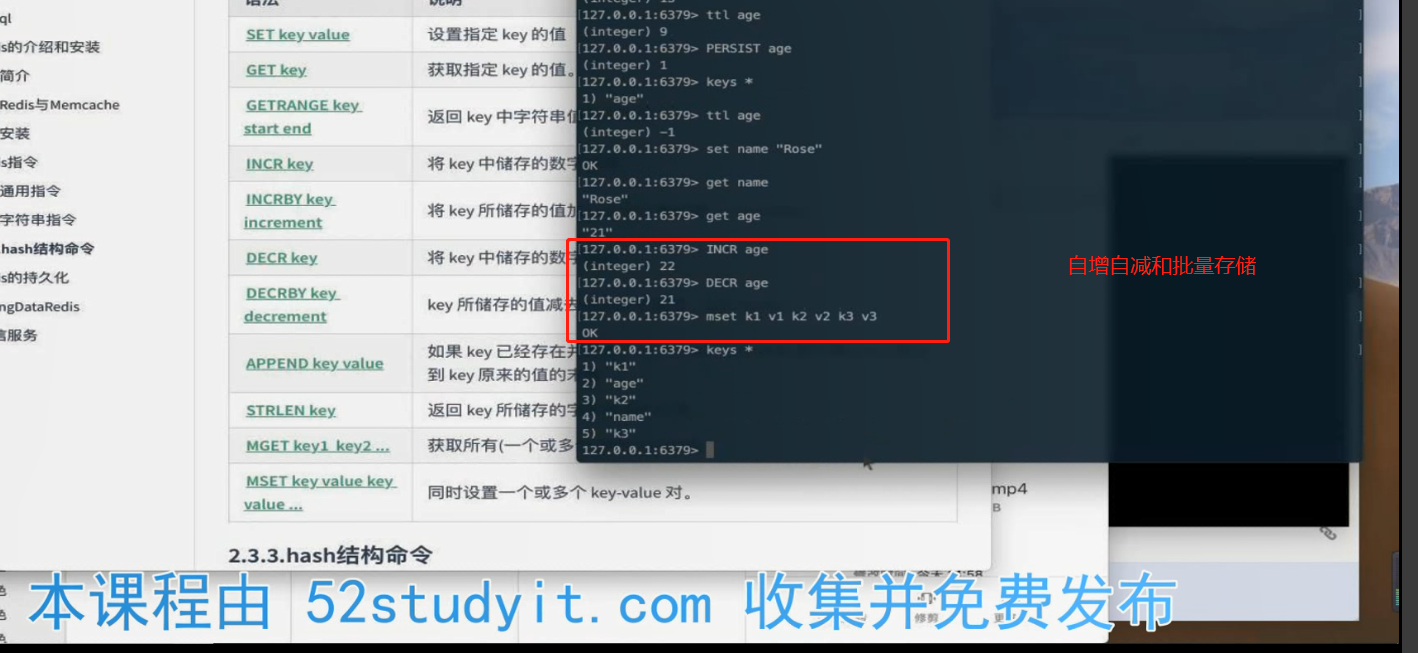 ql
s的介绍和安装
简介
Redis与Memcache
安装
s指令
通用指令
字符串指令
.hash结构命令
s的持久化
ngDataRedis
信服务
语法 说明
SET key value 设置指定 key 的值
GET key 获取指定 key 的值。
GETRANGE key
start end
返回 key 中字符串值
INCR key 将 key 中储存的数字
INCRBY key
increment
将 key 所储存的值加
DECR key 将 key 中储存的数字
DECRBY key
decrement
key 所储存的值减去
APPEND key value
如果 key 已经存在并
到 key 原来的值的末
STRLEN key 返回 key 所储存的字
MGET key1 key2 ... 获取所有(一个或多
MSET key value key
value ...
同时设置一个或多个 key-value 对。
2.3.3.hash结构命令
(integer) 13
[127.0.0.1:6379> ttl age
(integer) 9
[127.0.0.1:6379> PERSIST age
(integer) 1
[127.0.0.1:6379> keys *
1) "age"
[127.0.0.1:6379> ttl age
(integer) -1
[127.0.0.1:6379> set name "Rose"
OK
[127.0.0.1:6379> get name
"Rose"
[127.0.0.1:6379> get age
"21"
[127.0.0.1:6379> INCR age
(integer) 22
[127.0.0.1:6379> DECR age
(integer) 21
[127.0.0.1:6379> mset k1 v1 k2 v2 k3 v3
OK
[127.0.0.1:6379> keys *
1) "k1"
2) "age"
3) "k2"
4) "name"
5) "k3"
127.0.0.1:6379>
自增自减和批量存储
mp4
B
修剪
本课程由 52studyit.com 收集并免费发布